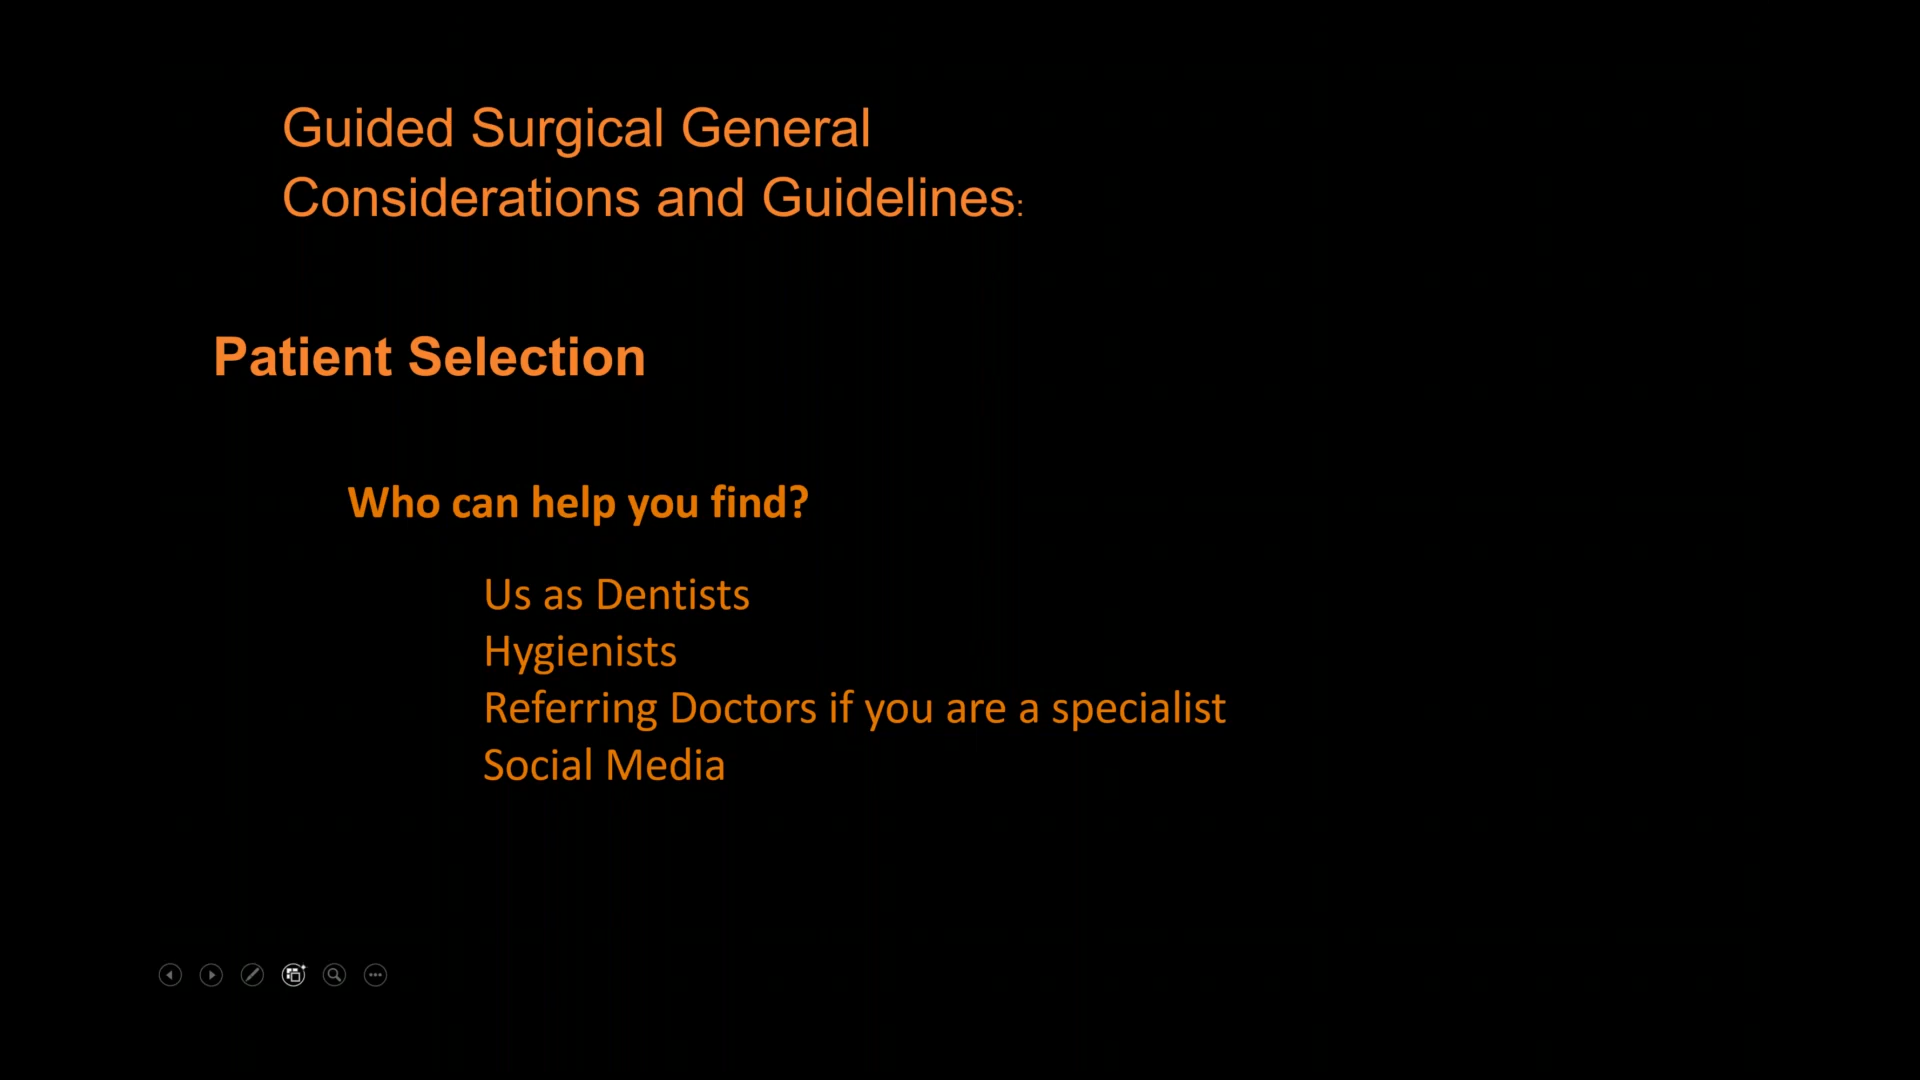 Guided Surgical General
Considerations and Guidelines:
Patient Selection
Who can help you find?
Us as Dentists
Hygienists
Referring Doctors if you are a specialist
Social Media